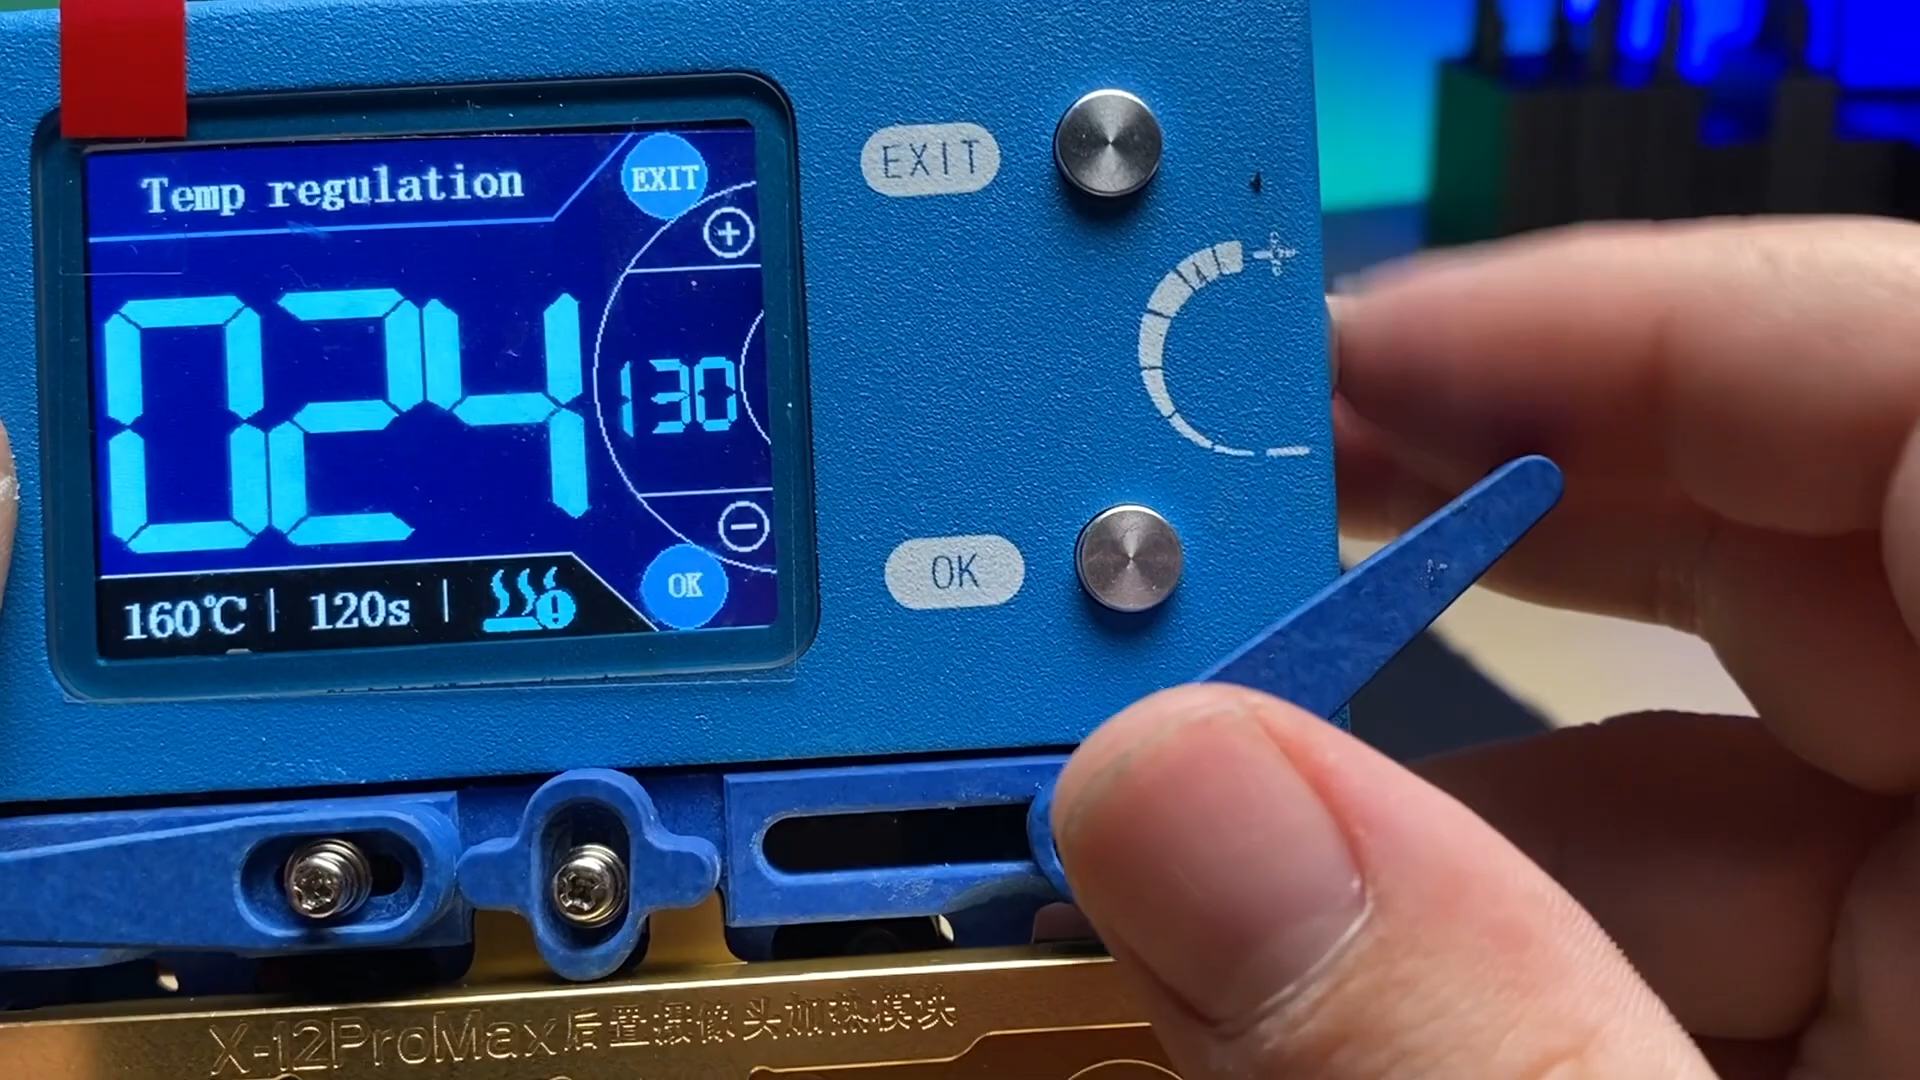 Temp regulation
EXIT
+
024
130
-
160℃ | 120s
OK
EXIT
+
-
OK
X-12ProMax后置摄像头加热模块